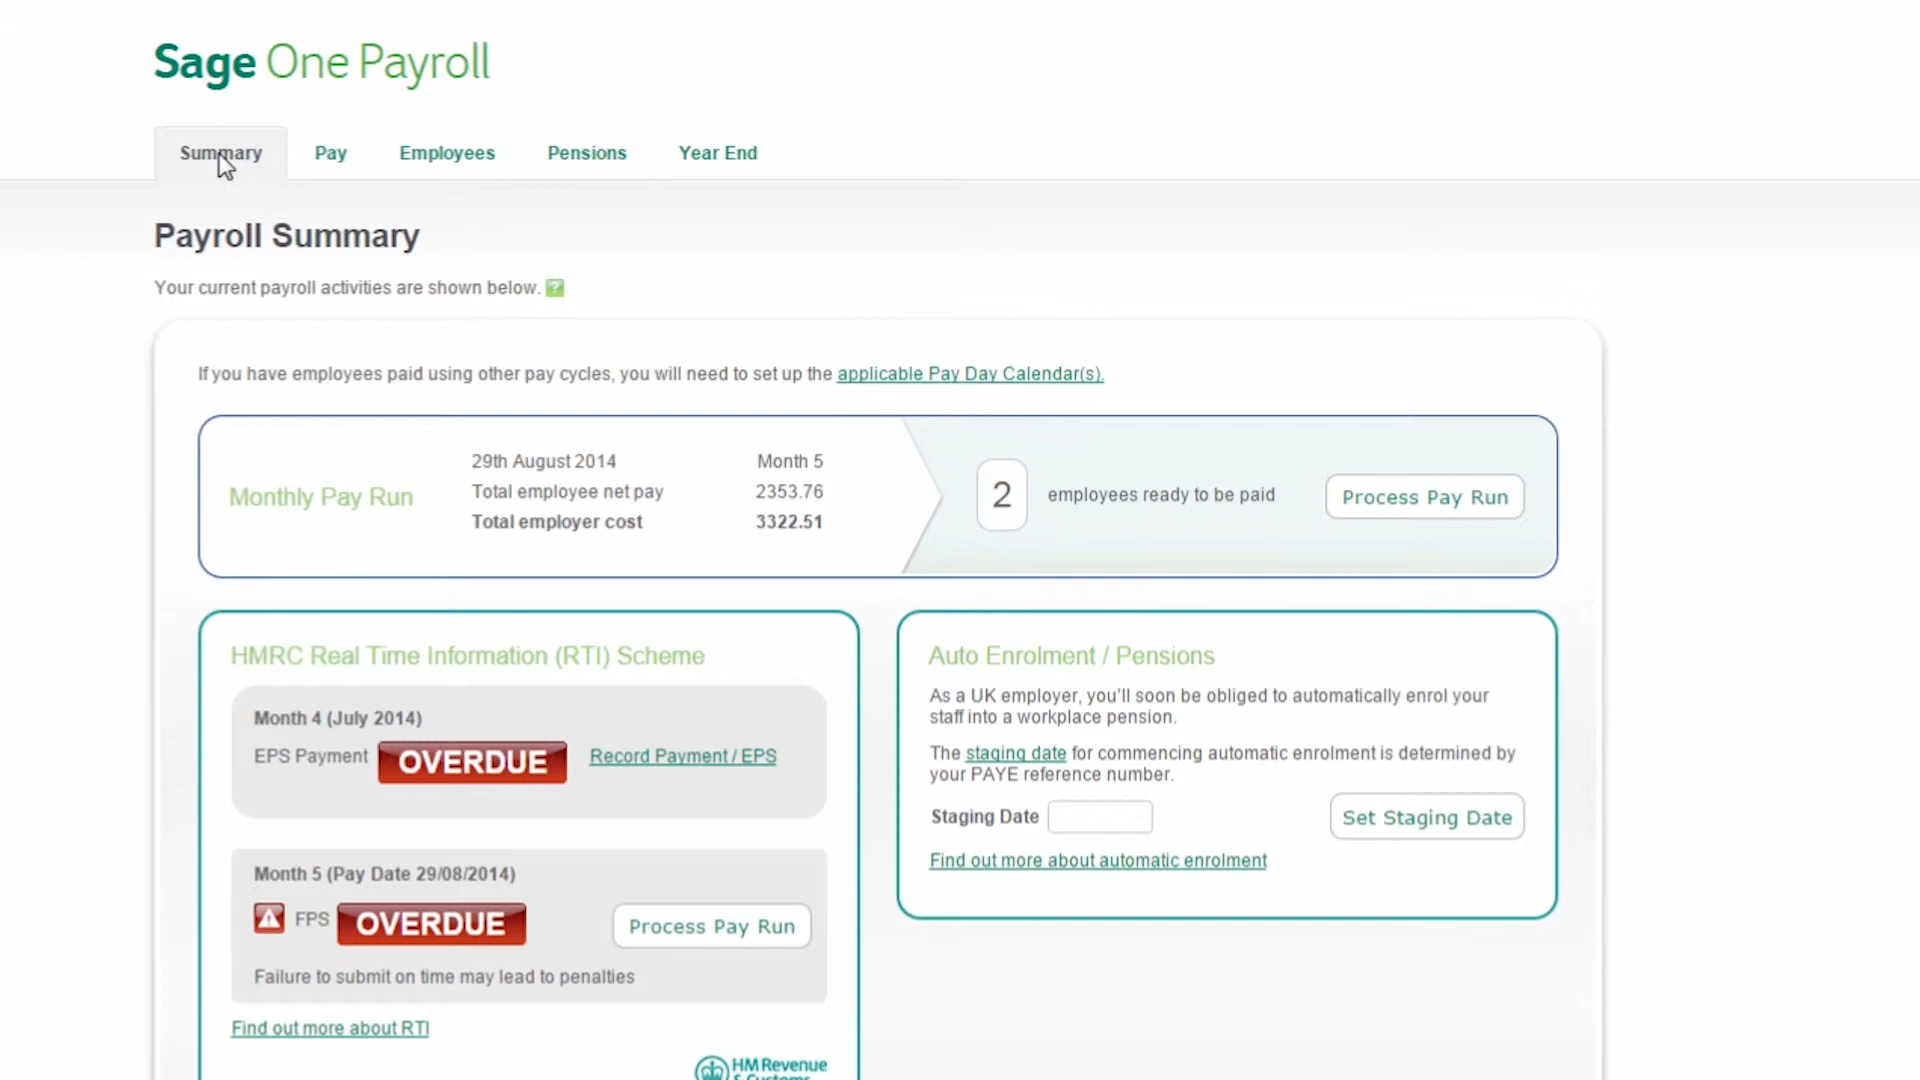 Sage One Payroll
Summary
Pay
Employees
Pensions
Year End
Payroll Summary
Your current payroll activities are shown below. ?
If you have employees paid using other pay cycles, you will need to set up the applicable Pay Day Calendar(s).
Monthly Pay Run
29th August 2014 Month 5
Total employee net pay 2353.76
Total employer cost 3322.51
2 employees ready to be paid
Process Pay Run
HMRC Real Time Information (RTI) Scheme
Month 4 (July 2014)
EPS Payment OVERDUE Record Payment / EPS
Month 5 (Pay Date 29/08/2014)
FPS OVERDUE Process Pay Run
Failure to submit on time may lead to penalties
Find out more about RTI
HM Revenue
& Customs
Auto Enrolment / Pensions
As a UK employer, you'll soon be obliged to automatically enrol your
staff into a workplace pension.
The staging date for commencing automatic enrolment is determined by
your PAYE reference number.
Staging Date
Set Staging Date
Find out more about automatic enrolment